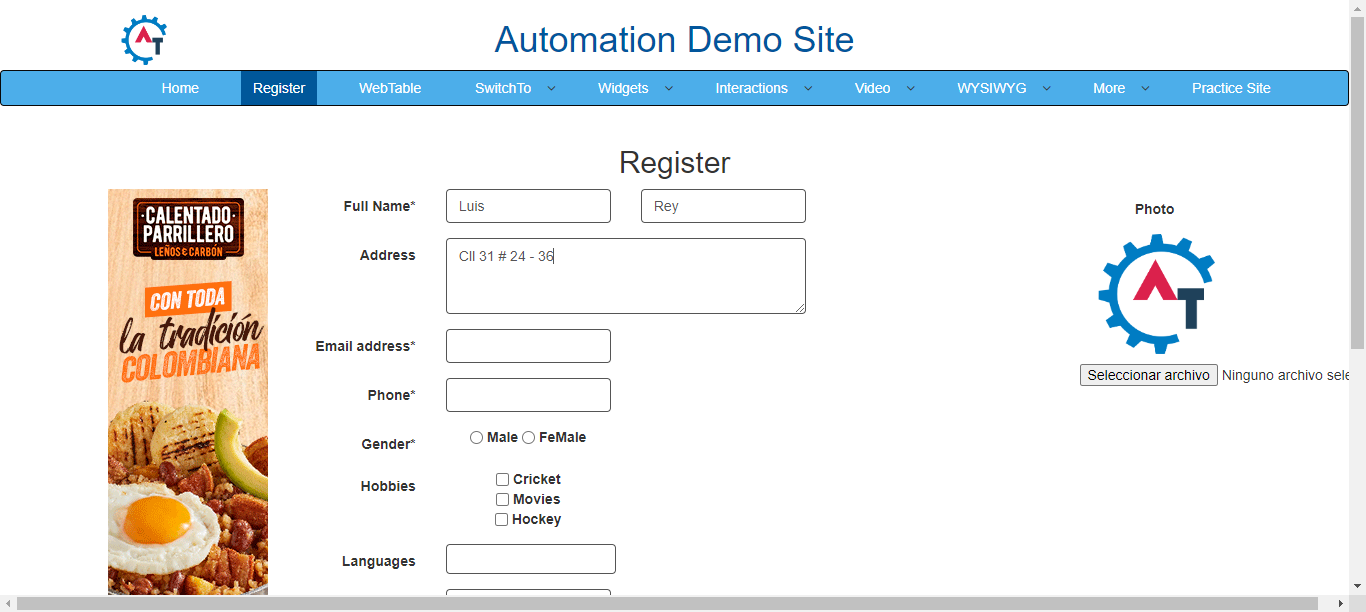 AT
Automation Demo Site
Home Register WebTable SwitchTo Widgets Interactions Video WYSIWYG More Practice Site
Register
Full Name* Luis Rey
Photo
Address Cll 31 # 24 - 36
AT
Email address*
Seleccionar archivo Ninguno archivo sele
Phone*
Gender* Male FeMale
Hobbies Cricket
Movies
Hockey
Languages
·CALENTADO·
PARRILLERO
LEÑOS & CARBÓN
CON TODA
la tradición
COLOMBIANA